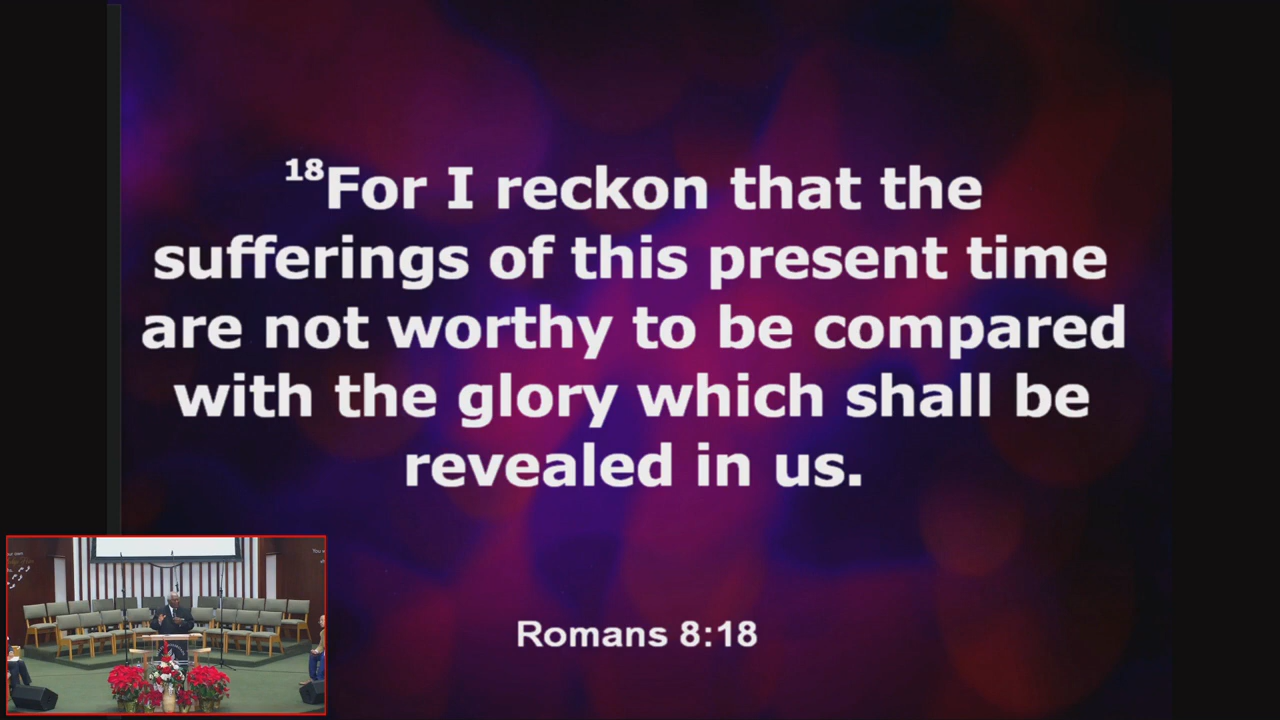 18For I reckon that the
sufferings of this present time
are not worthy to be compared
with the glory which shall be
revealed in us.
Romans 8:18